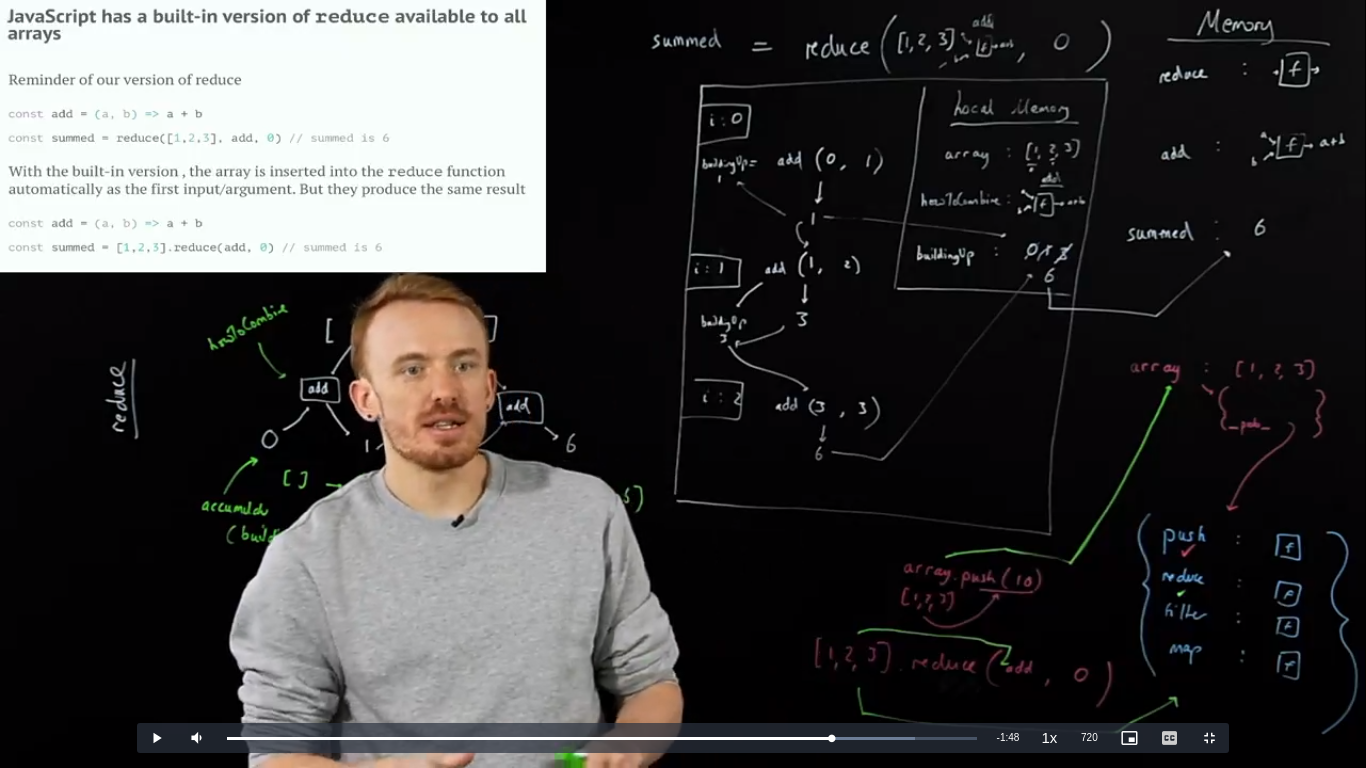 JavaScript has a built-in version of reduce available to all
arrays
Reminder of our version of reduce
const add = (a, b) => a + b
const summed = reduce([1,2,3], add, 0) // summed is 6
With the built-in version , the array is inserted into the reduce function
automatically as the first input/argument. But they produce the same result
const add = (a, b) => a + b
const summed = [1,2,3].reduce(add, 0) // summed is 6
summed = reduce ([1,2,3] add f a+b , 0)
i : 0
buildingUp =
1
add (0, 1)
1
i : 1
add (1, 2)
3
buildingUp
3
i : 2
add (3, 3)
6
Local Memory
array : [1, 2, 3]
add
howToCombine : f a+b
buildingUp : 0 1 3
6
Memory
reduce : f
add : a b f a+b
summed : 6
reduce
howToCombine
[
add
add
0
1
6
[ ]
array : [1, 2, 3]
push : f
reduce : f
filter : f
map : f
array.push(10)
[1,2,3]
[1,2,3].reduce(add, 0)
-1:48
1x
720
CC